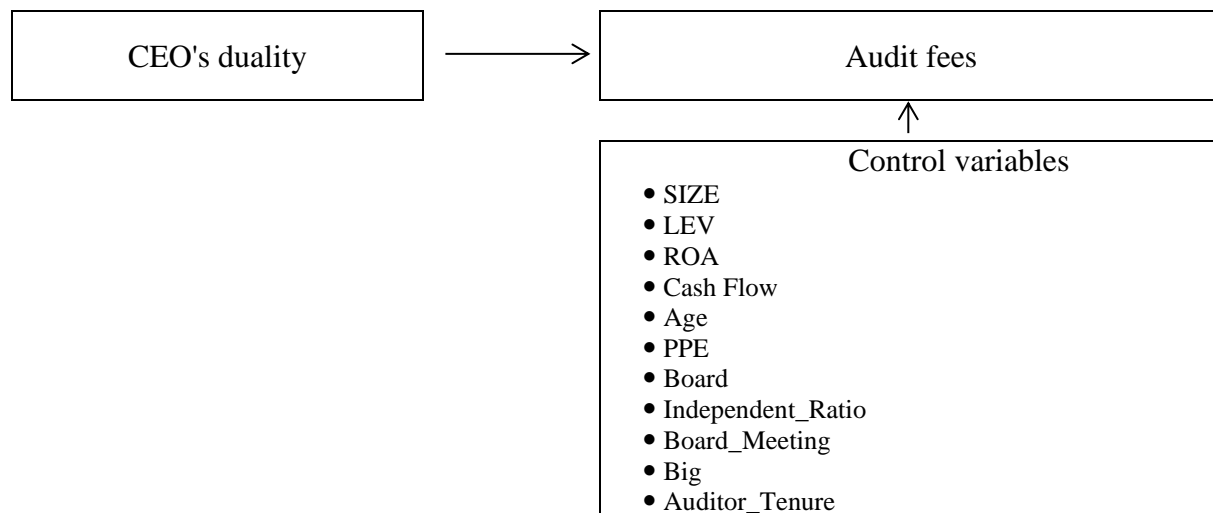 CEO's duality
Audit fees
Control variables
• SIZE
• LEV
• ROA
• Cash Flow
• Age
• PPE
• Board
• Independent_Ratio
• Board_Meeting
• Big
• Auditor_Tenure